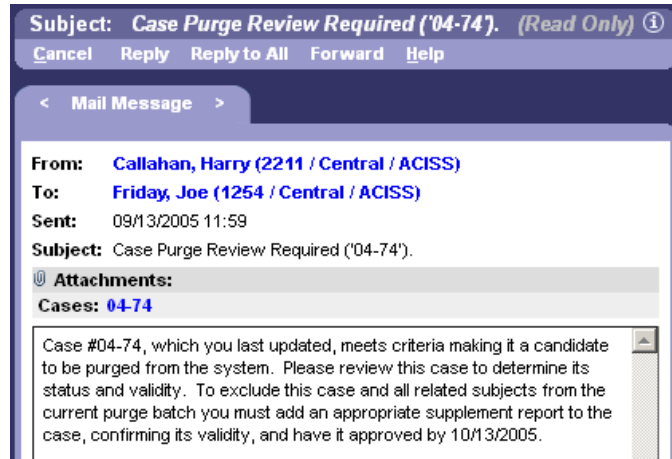 Subject: Case Purge Review Required ('04-74'). (Read Only)
Cancel Reply Reply to All Forward Help
< Mail Message >
From: Callahan, Harry (2211 / Central / ACISS)
To: Friday, Joe (1254 / Central / ACISS)
Sent: 09/13/2005 11:59
Subject: Case Purge Review Required ('04-74').
Attachments:
Cases: 04-74
Case #04-74, which you last updated, meets criteria making it a candidate
to be purged from the system. Please review this case to determine its
status and validity. To exclude this case and all related subjects from the
current purge batch you must add an appropriate supplement report to the
case, confirming its validity, and have it approved by 10/13/2005.